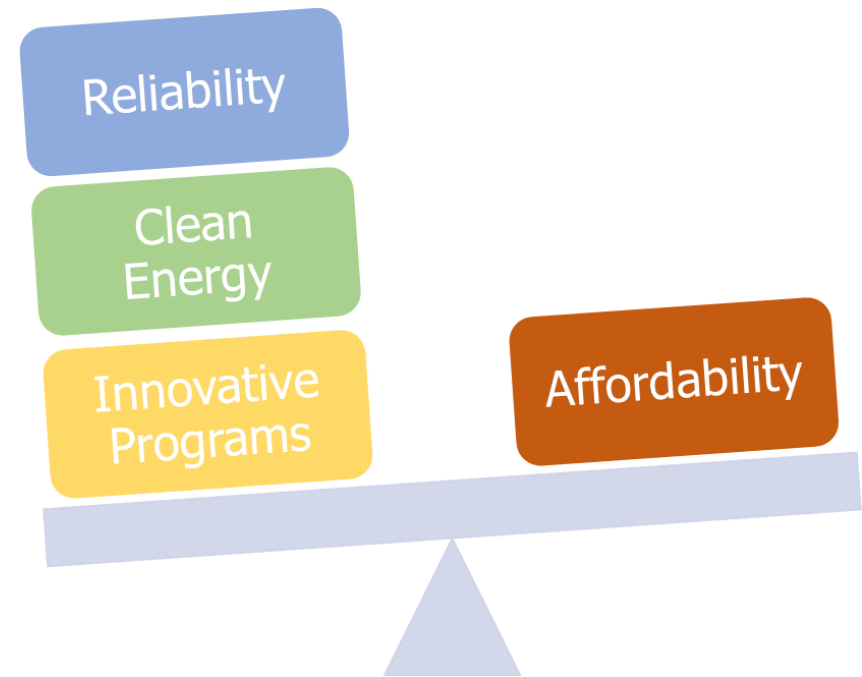 Reliability
Clean
Energy
Innovative
Programs
Affordability